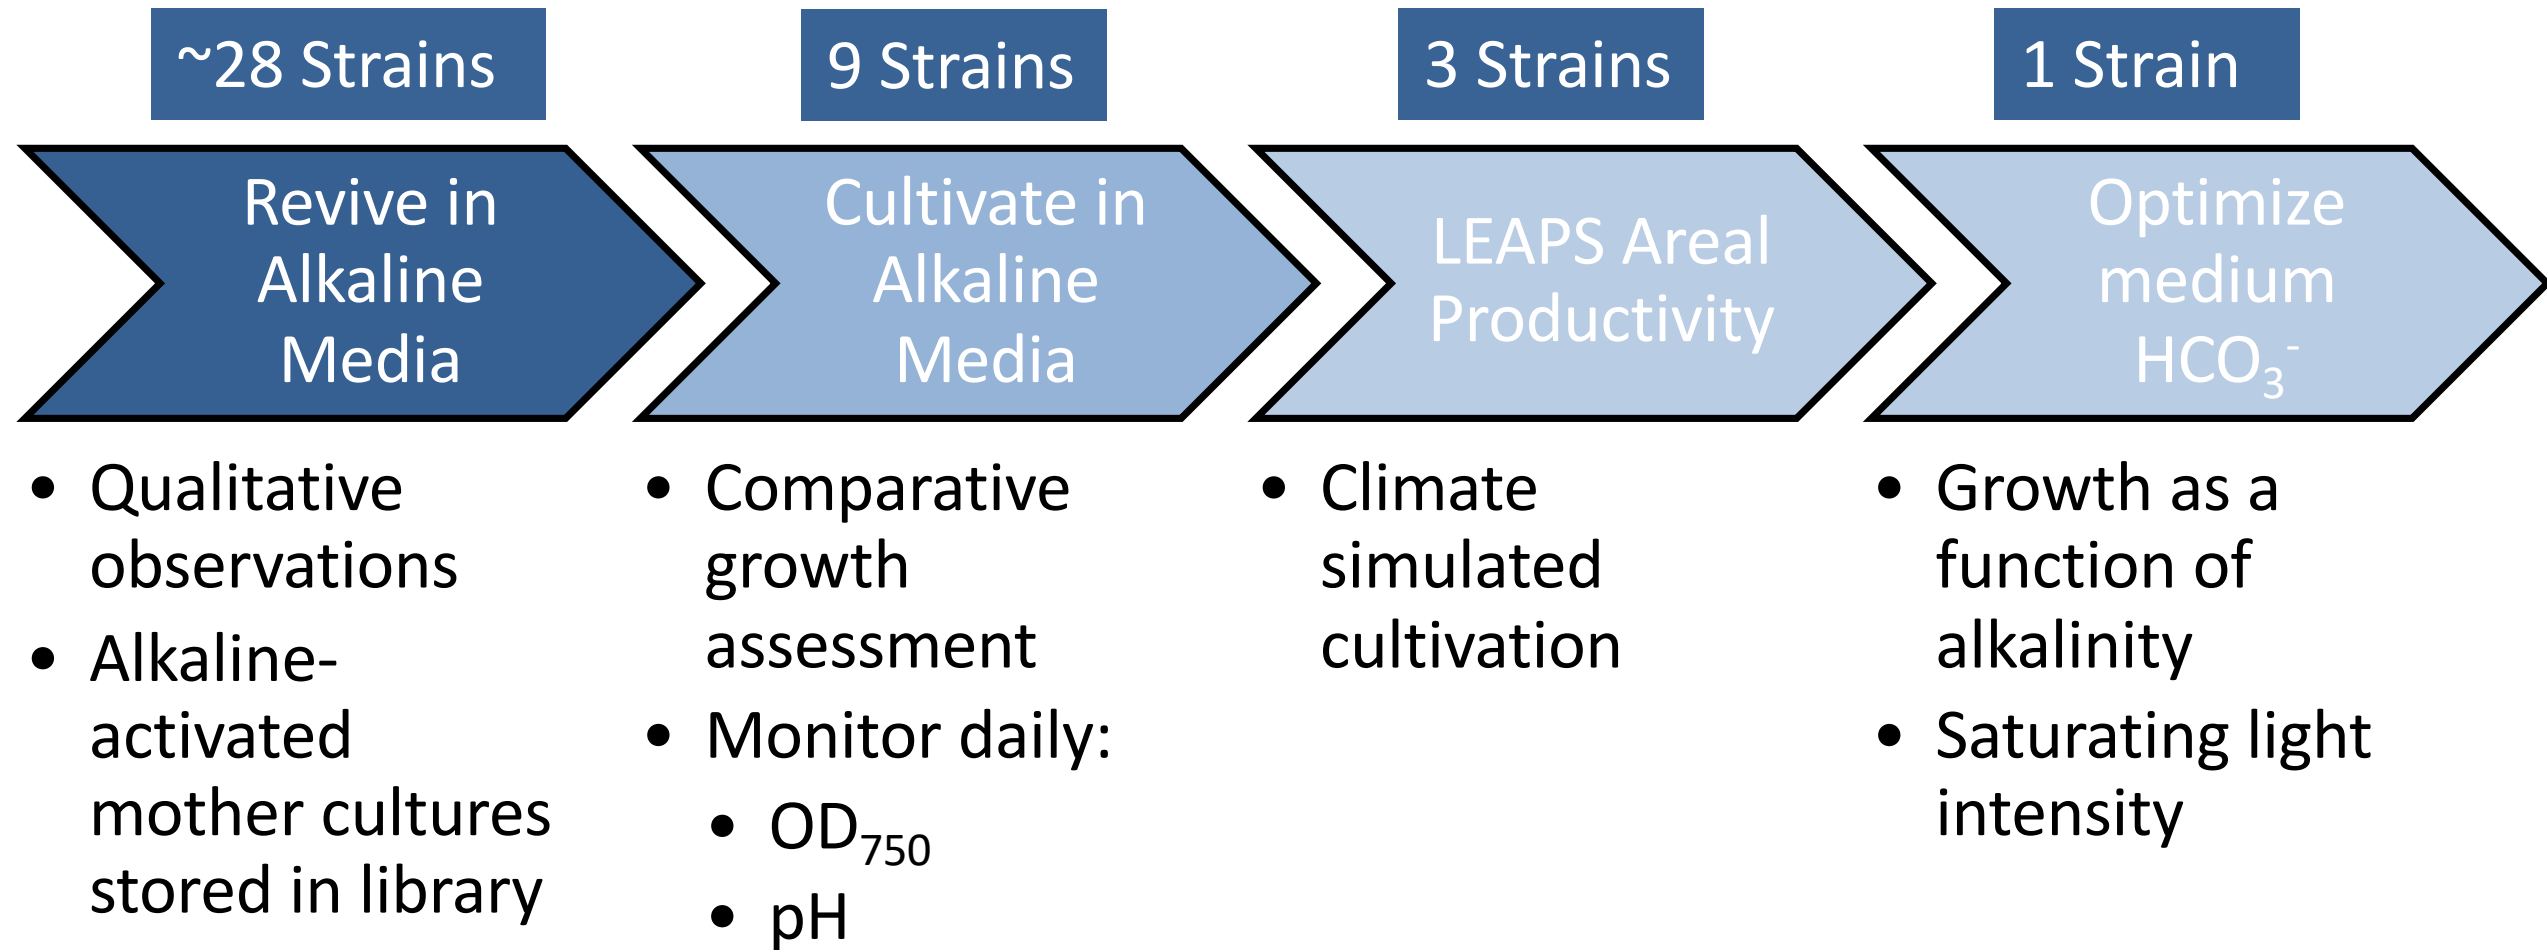 ~28 Strains
9 Strains
3 Strains
1 Strain
Revive in
Alkaline
Media
Cultivate in
Alkaline
Media
LEAPS Areal
Productivity
Optimize
medium
HCO₃⁻
• Qualitative
observations
• Alkaline-
activated
mother cultures
stored in library
• Comparative
growth
assessment
• Monitor daily:
• OD₇₅₀
• pH
• Climate
simulated
cultivation
• Growth as a
function of
alkalinity
• Saturating light
intensity